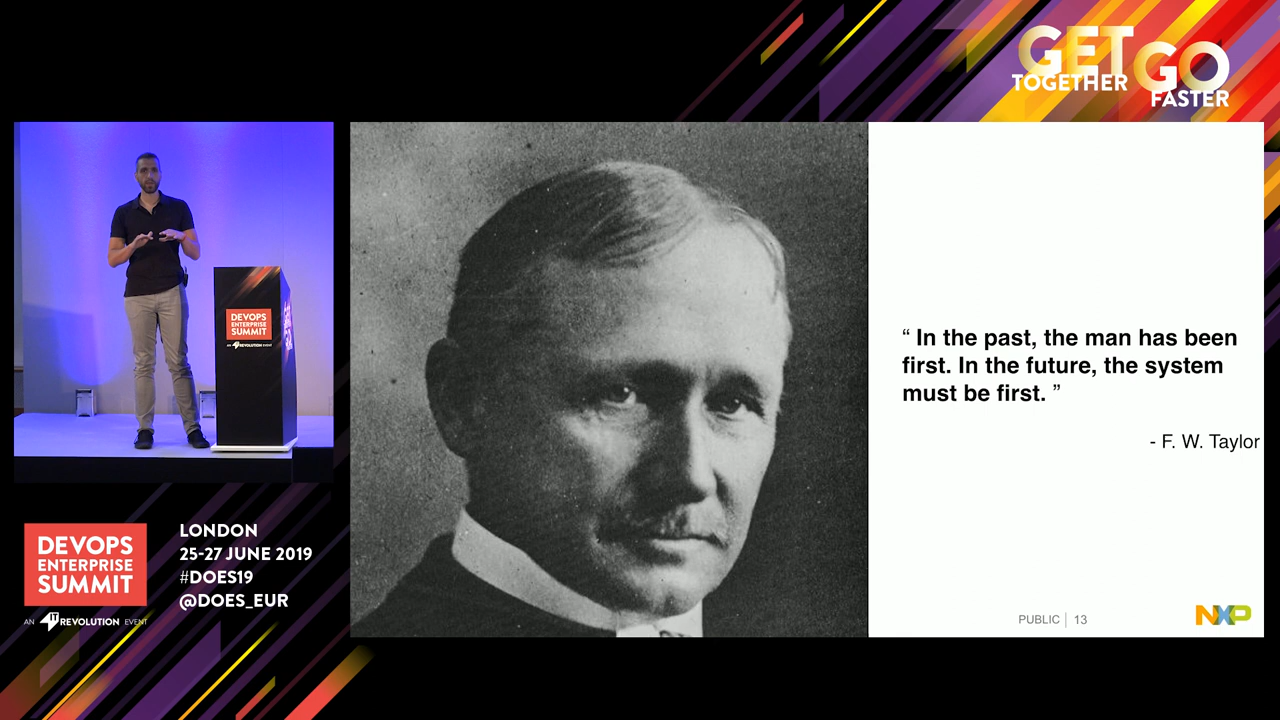 GET
TOGETHER
GO
FASTER
DEVOPS
ENTERPRISE
SUMMIT
AN IT REVOLUTION EVENT
“ In the past, the man has been
first. In the future, the system
must be first. ”
- F. W. Taylor
PUBLIC | 13
NXP
DEVOPS
ENTERPRISE
SUMMIT
AN IT REVOLUTION EVENT
LONDON
25-27 JUNE 2019
#DOES19
@DOES_EUR